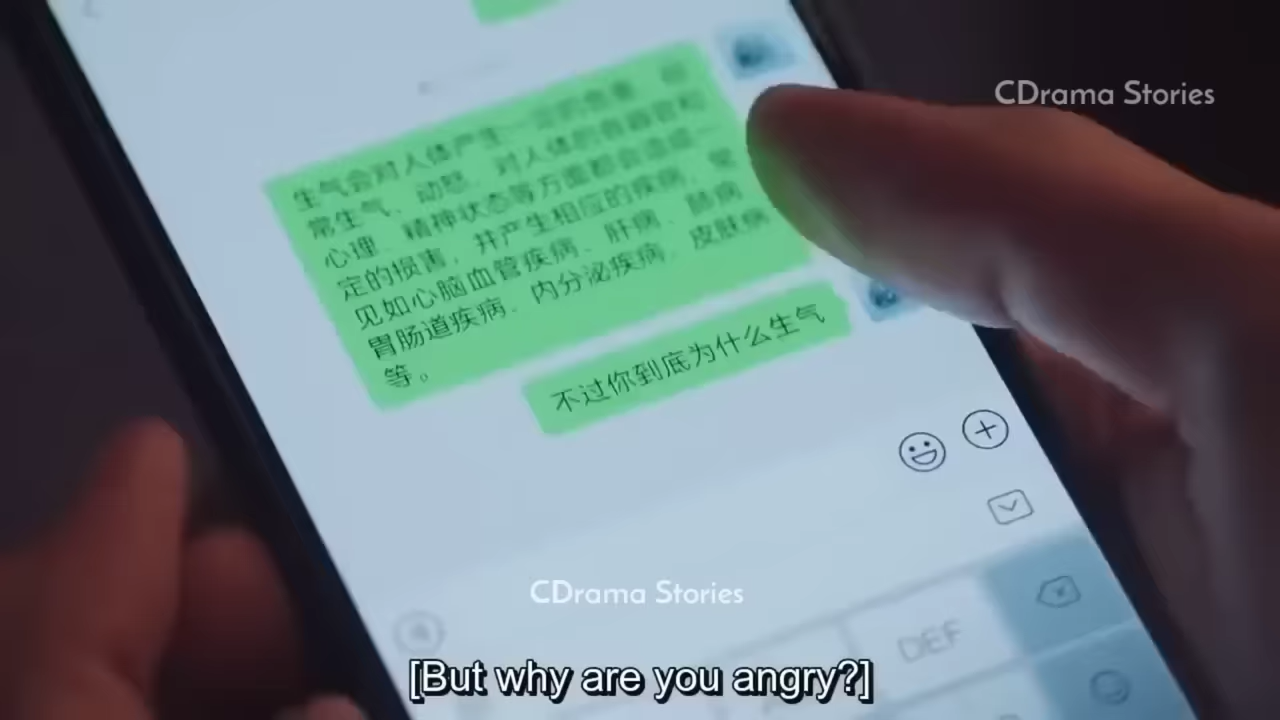 CDrama Stories
生气会对人体产生一定的危害，经
常生气、动怒，对人体的各器官和
心理、精神状态等方面都会造成一
定的损害，并产生相应的疾病，常
见如心脑血管疾病、肝病、肺病、
胃肠道疾病、内分泌疾病、皮肤病
等。
不过你到底为什么生气
CDrama Stories
DEF
[But why are you angry?]